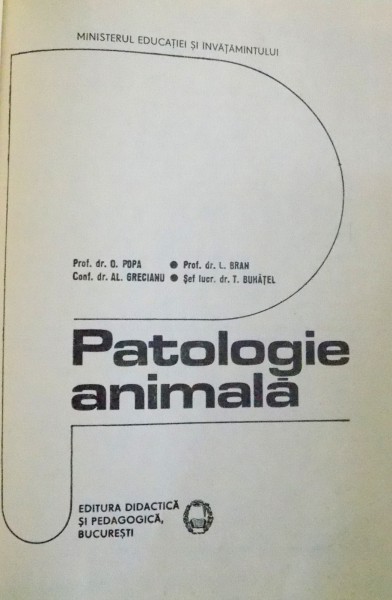 MINISTERUL EDUCAȚIEI ȘI ÎNVĂȚAMÎNTULUI
Prof. dr. O. POPA ● Prof. dr. L. BRAN
Conf. dr. AL. GRECIANU ● Șef lucr. dr. T. BUHĂȚEL
Patologie
animală
EDITURA DIDACTICĂ
ȘI PEDAGOGICĂ,
BUCUREȘTI